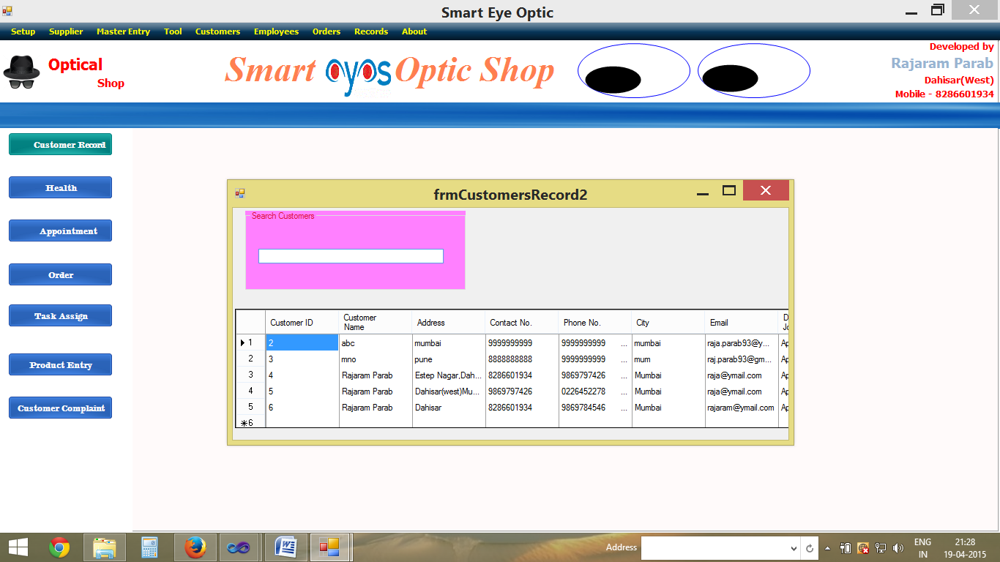 Smart Eye Optic
Setup Supplier Master Entry Tool Customers Employees Orders Records About
Optical
Shop
Smart eyes Optic Shop
Developed by
Rajaram Parab
Dahisar(West)
Mobile - 8286601934
Customer Record
Health
Appointment
Order
Task Assign
Product Entry
Customer Complaint
frmCustomersRecord2
Search Customers
Customer ID Customer Name Address Contact No. Phone No. City Email D Jo
1 2 abc mumbai 9999999999 9999999999 ... mumbai raja.parab93@y...
2 3 mno pune 8888888888 9999999999 mum raj.parab93@gm...
3 4 Rajaram Parab Estep Nagar,Dah... 8286601934 9869797426 ... Mumbai raja@ymail.com
4 5 Rajaram Parab Dahisar(west)Mu... 9869797426 0226452278 ... Mumbai raja@ymail.com
5 6 Rajaram Parab Dahisar 8286601934 9869784546 ... Mumbai rajaram@ymail.com
6
Address
ENG
IN
21:28
19-04-2015